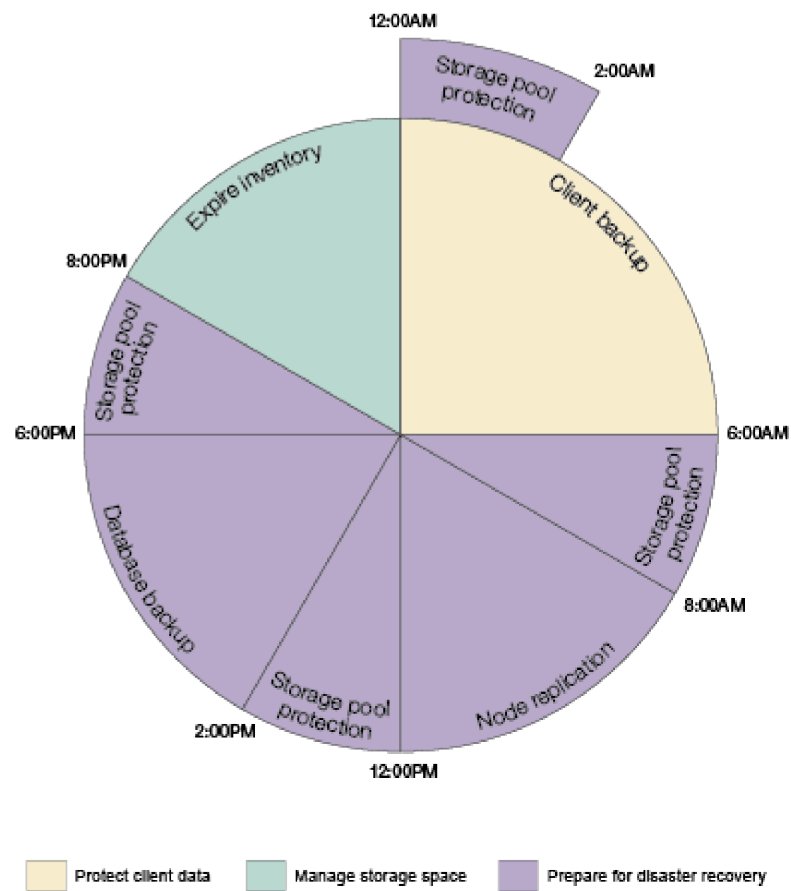 12:00AM
Storage pool
protection
2:00AM
Client backup
Expire inventory
8:00PM
Storage pool
protection
6:00PM
6:00AM
Storage pool
protection
8:00AM
Database backup
Node replication
Storage pool
protection
2:00PM
12:00PM
Protect client data
Manage storage space
Prepare for disaster recovery